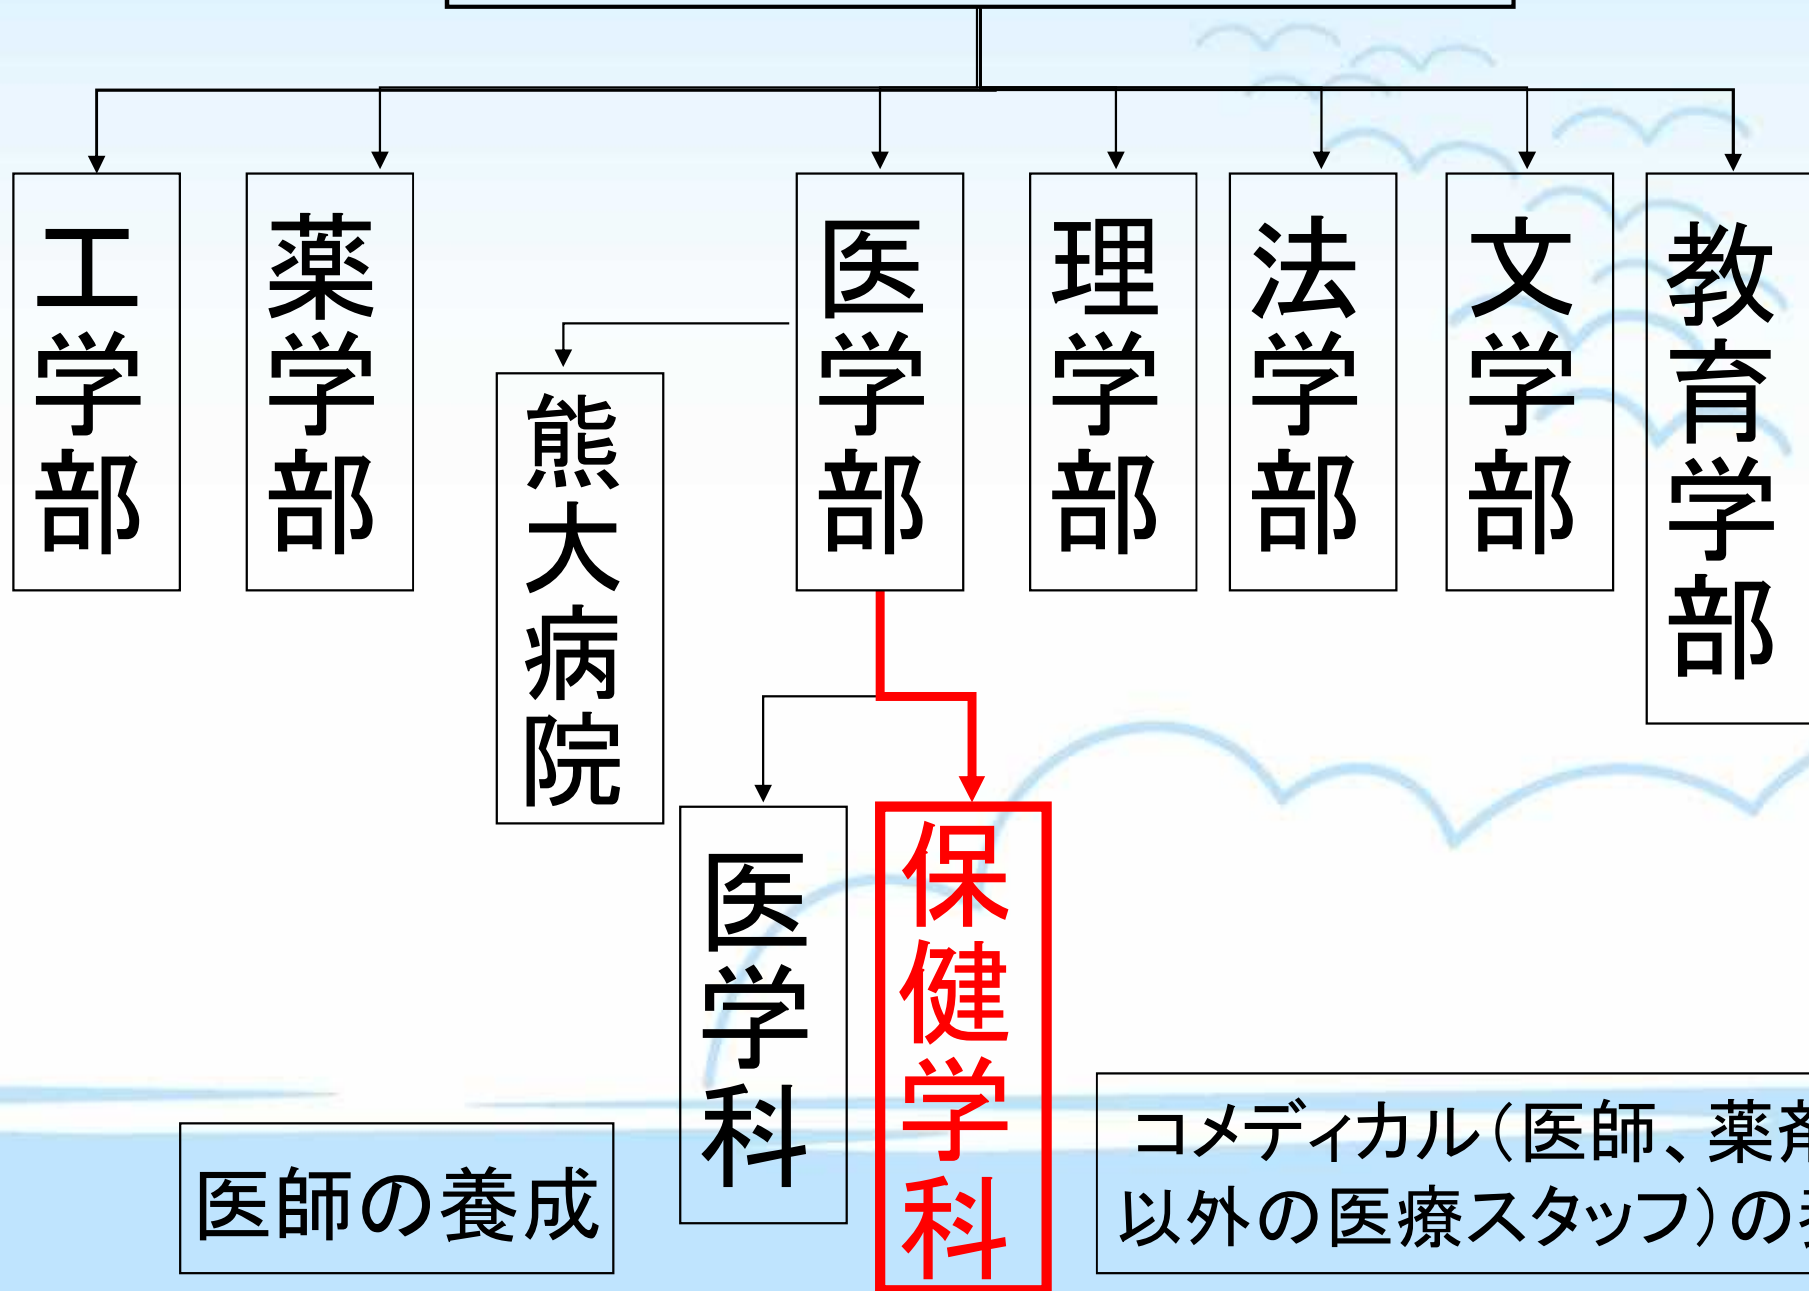 工学部
薬学部
熊大病院
医学部
理学部
法学部
文学部
教育学部
医学科
保健学科
医師の養成
コメディカル（医師、薬剤
以外の医療スタッフ）の